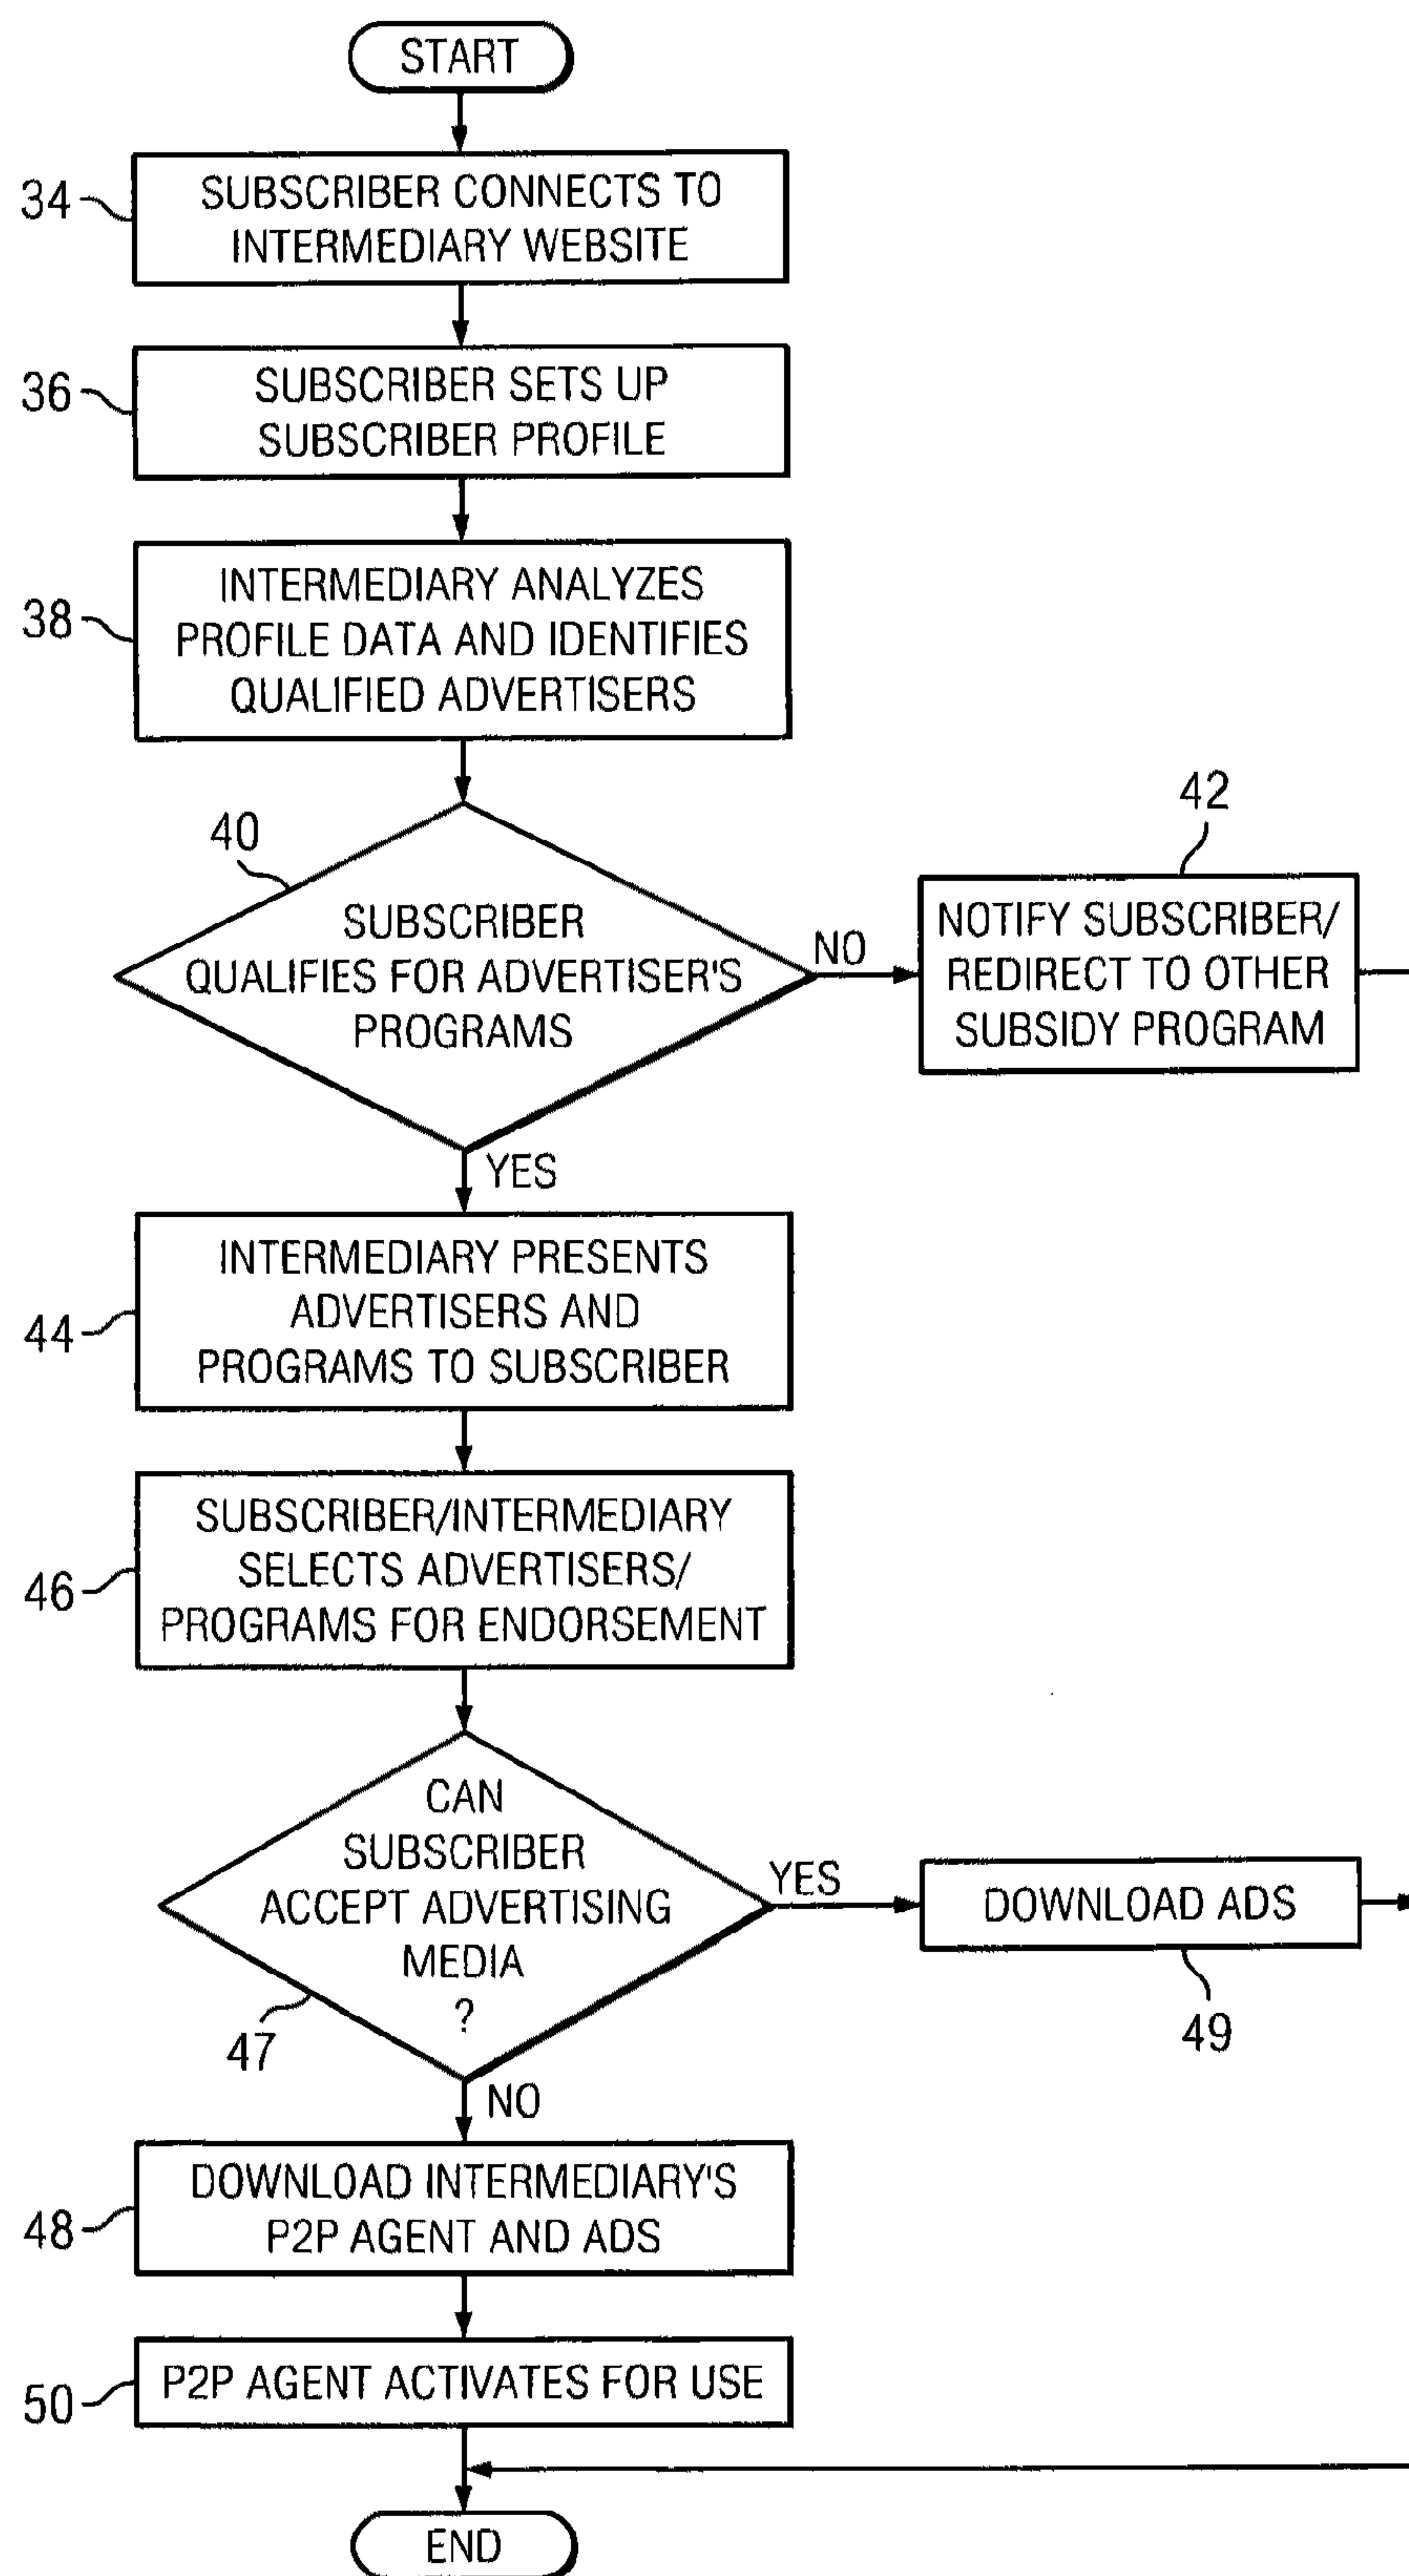 START
34
SUBSCRIBER CONNECTS TO
INTERMEDIARY WEBSITE
36
SUBSCRIBER SETS UP
SUBSCRIBER PROFILE
38
INTERMEDIARY ANALYZES
PROFILE DATA AND IDENTIFIES
QUALIFIED ADVERTISERS
40
SUBSCRIBER
QUALIFIES FOR ADVERTISER'S
PROGRAMS
NO
42
NOTIFY SUBSCRIBER/
REDIRECT TO OTHER
SUBSIDY PROGRAM
YES
44
INTERMEDIARY PRESENTS
ADVERTISERS AND
PROGRAMS TO SUBSCRIBER
46
SUBSCRIBER/INTERMEDIARY
SELECTS ADVERTISERS/
PROGRAMS FOR ENDORSEMENT
CAN
SUBSCRIBER
ACCEPT ADVERTISING
MEDIA
?
47
YES
DOWNLOAD ADS
49
NO
48
DOWNLOAD INTERMEDIARY'S
P2P AGENT AND ADS
50
P2P AGENT ACTIVATES FOR USE
END